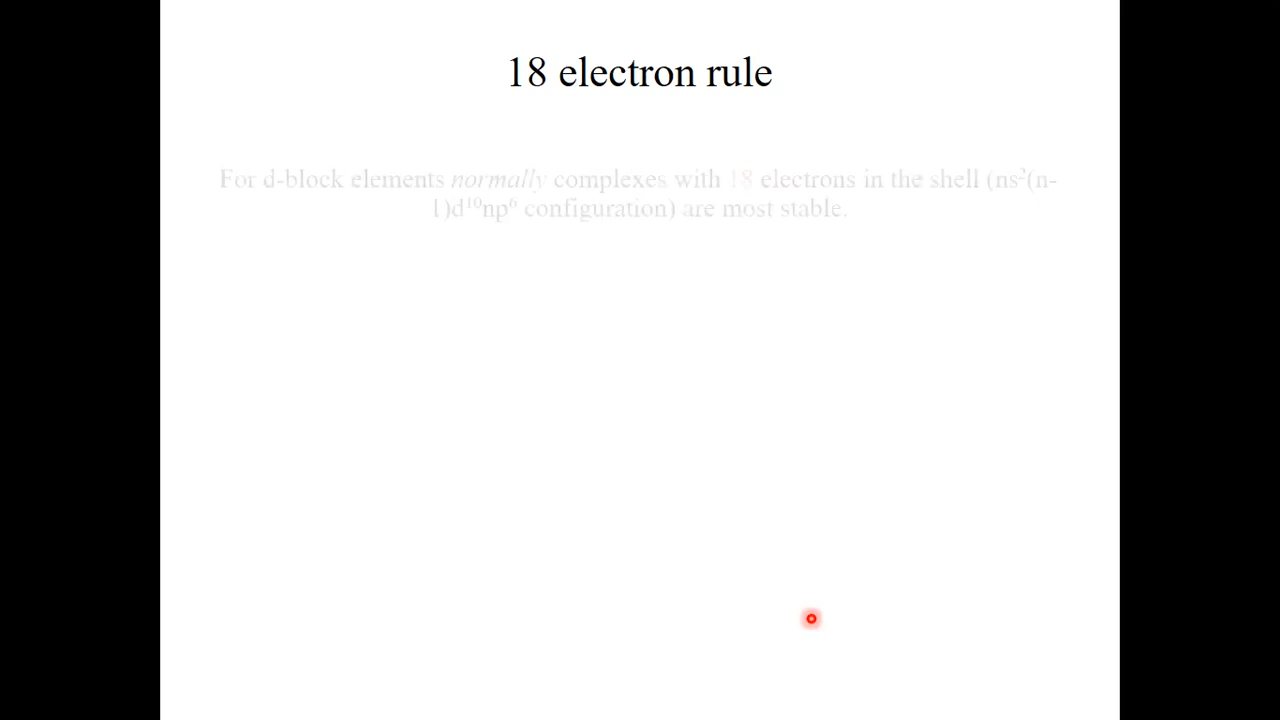 18 electron rule
For d-block elements normally complexes with 18 electrons in the shell (ns²(n-
1)d¹⁰np⁶ configuration) are most stable.